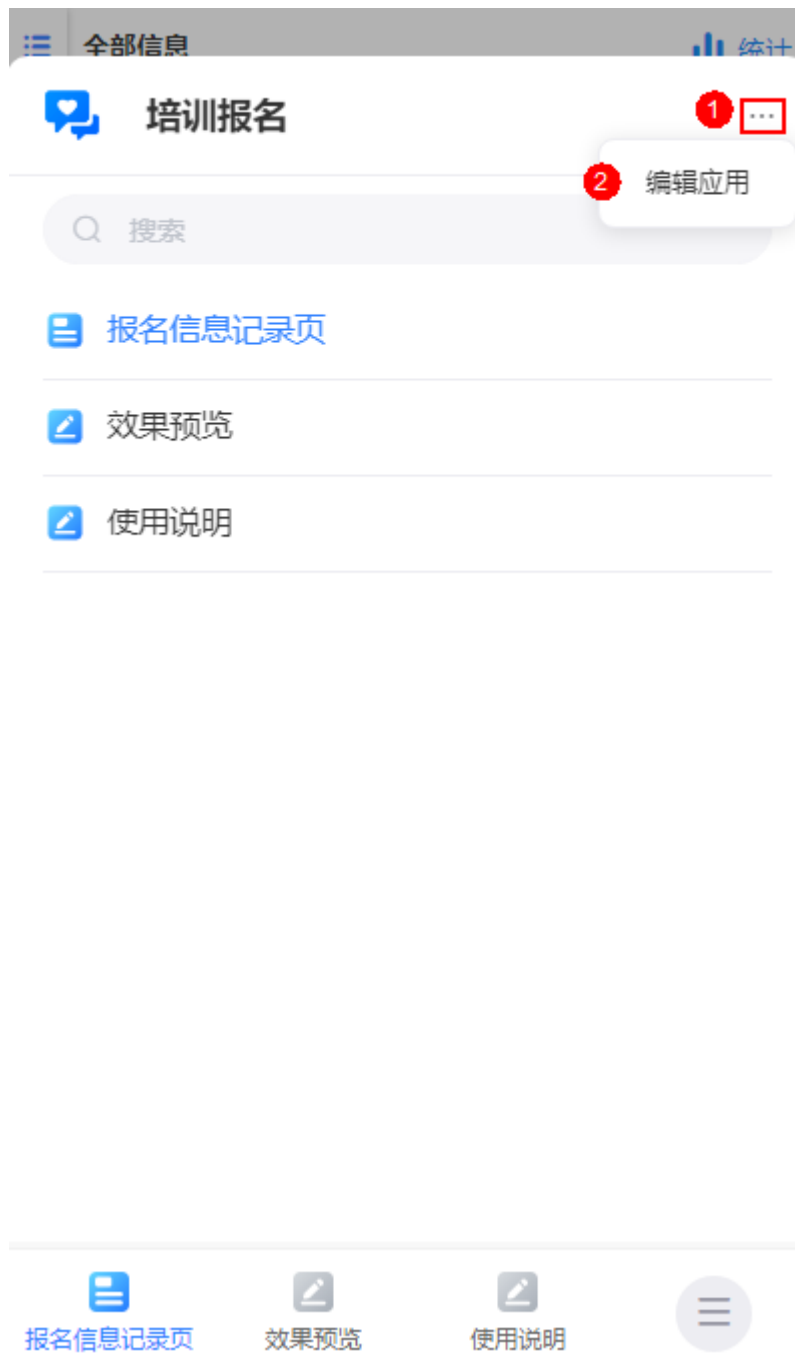 全部信息 统计
培训报名 1 ...
2 编辑应用
搜索
报名信息记录页
效果预览
使用说明
报名信息记录页 效果预览 使用说明